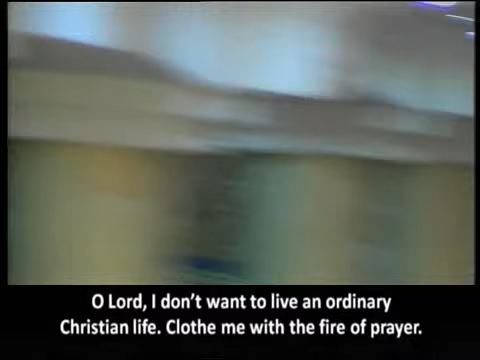 O Lord, I don't want to live an ordinary
Christian life. Clothe me with the fire of prayer.